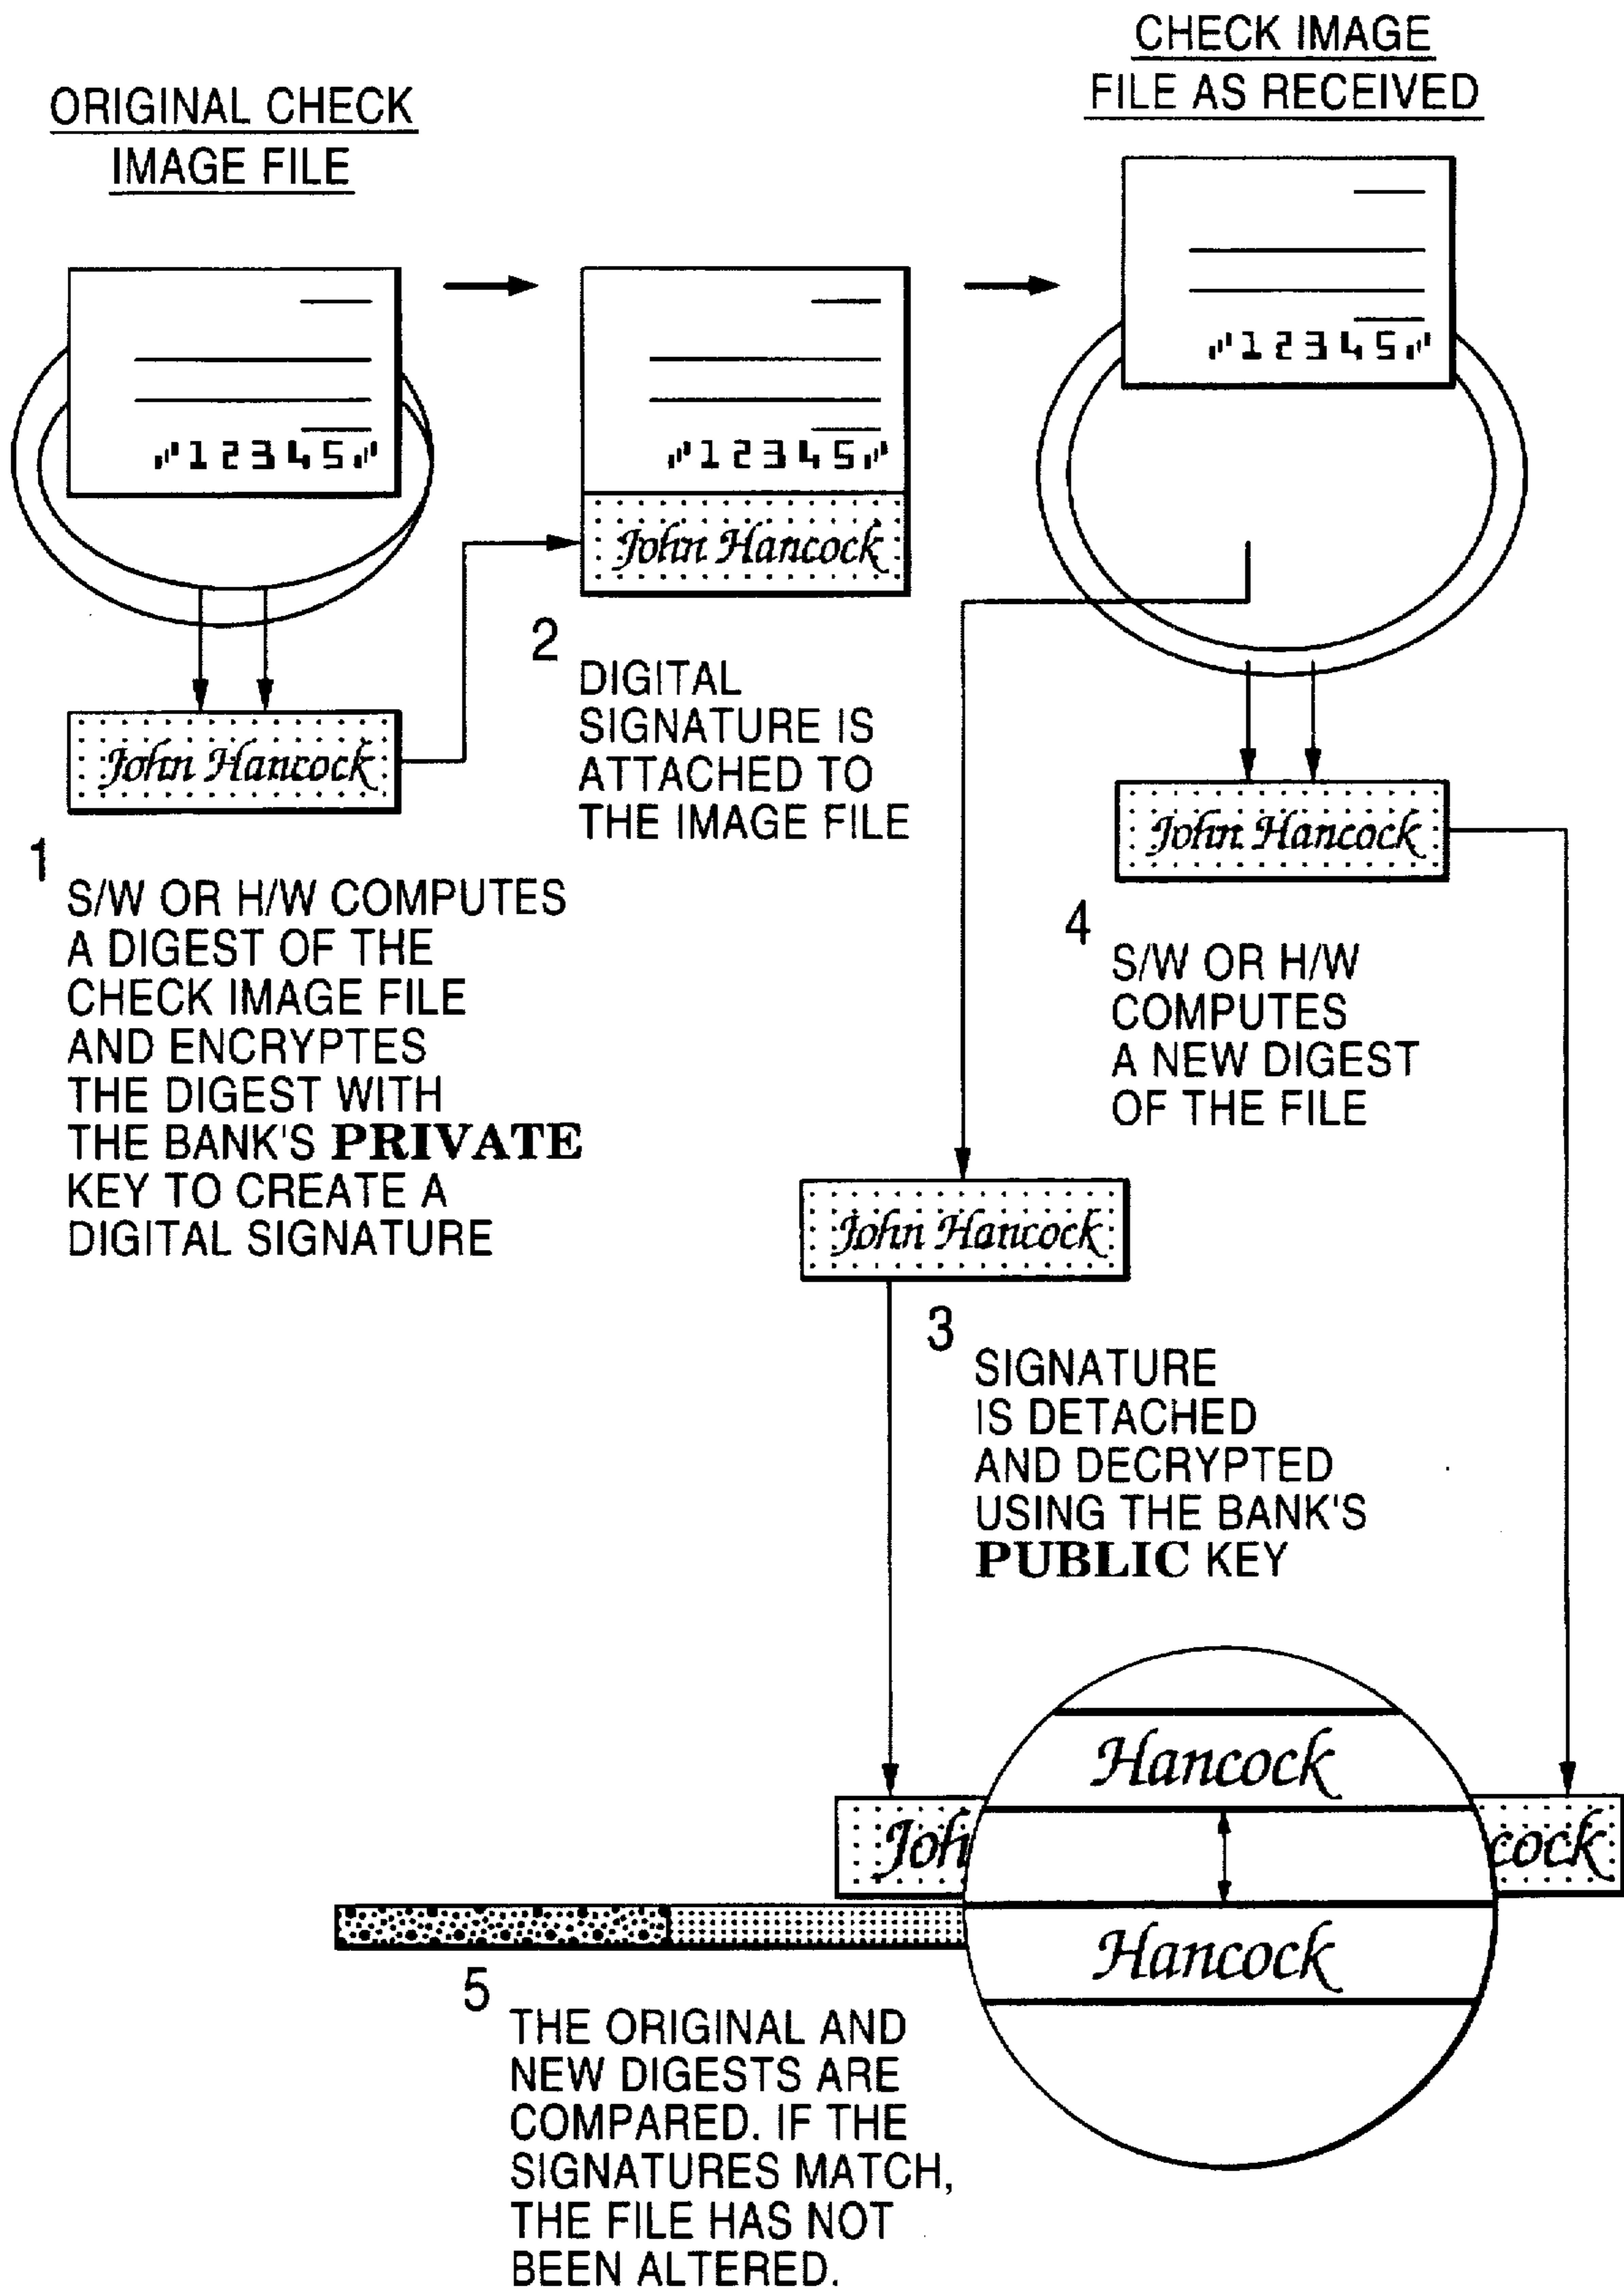 ORIGINAL CHECK
IMAGE FILE
CHECK IMAGE
FILE AS RECEIVED
12345
12345
12345
John Hancock
John Hancock
1
S/W OR H/W COMPUTES
A DIGEST OF THE
CHECK IMAGE FILE
AND ENCRYPTES
THE DIGEST WITH
THE BANK'S PRIVATE
KEY TO CREATE A
DIGITAL SIGNATURE
2
DIGITAL
SIGNATURE IS
ATTACHED TO
THE IMAGE FILE
John Hancock
4
S/W OR H/W
COMPUTES
A NEW DIGEST
OF THE FILE
John Hancock
3
SIGNATURE
IS DETACHED
AND DECRYPTED
USING THE BANK'S
PUBLIC KEY
Hancock
Joh
cock
Hancock
5
THE ORIGINAL AND
NEW DIGESTS ARE
COMPARED. IF THE
SIGNATURES MATCH,
THE FILE HAS NOT
BEEN ALTERED.